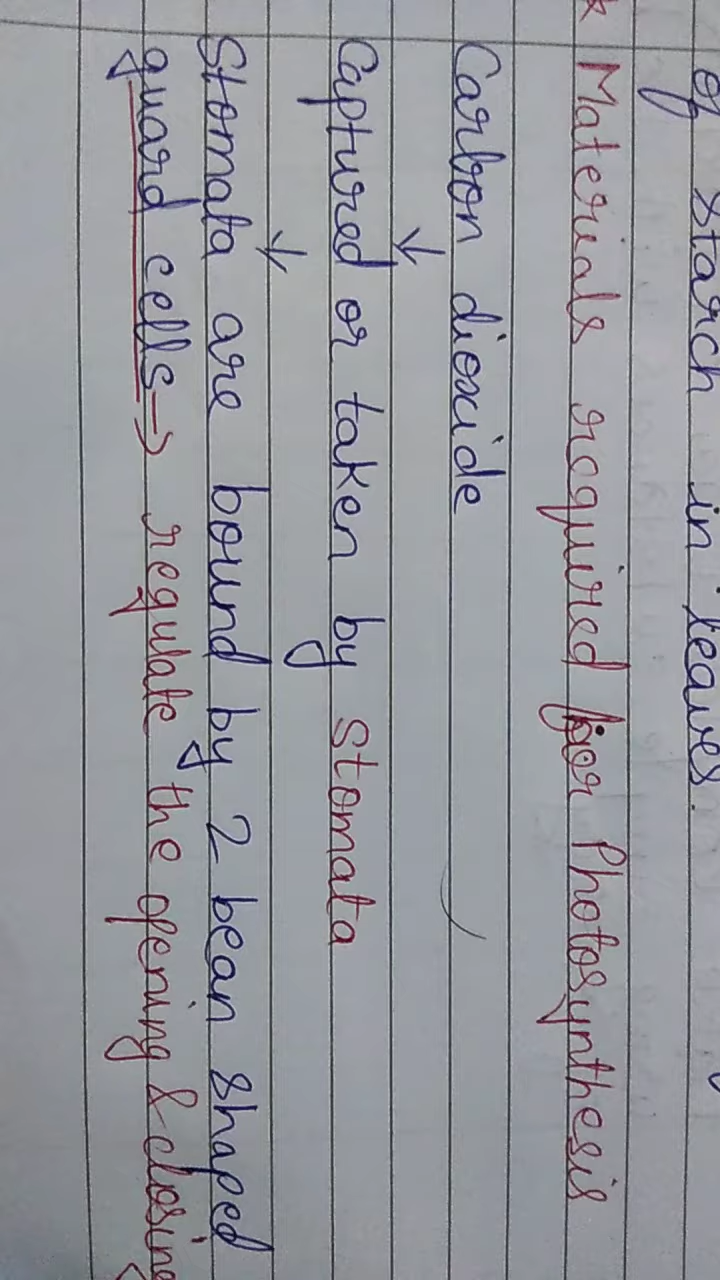 of starch in leaves.
* Materials required for Photosynthesis
Carbon dioxide
↓
Captured or taken by stomata
↓
Stomata are bound by 2 bean shaped
guard cells → regulate the opening & closing